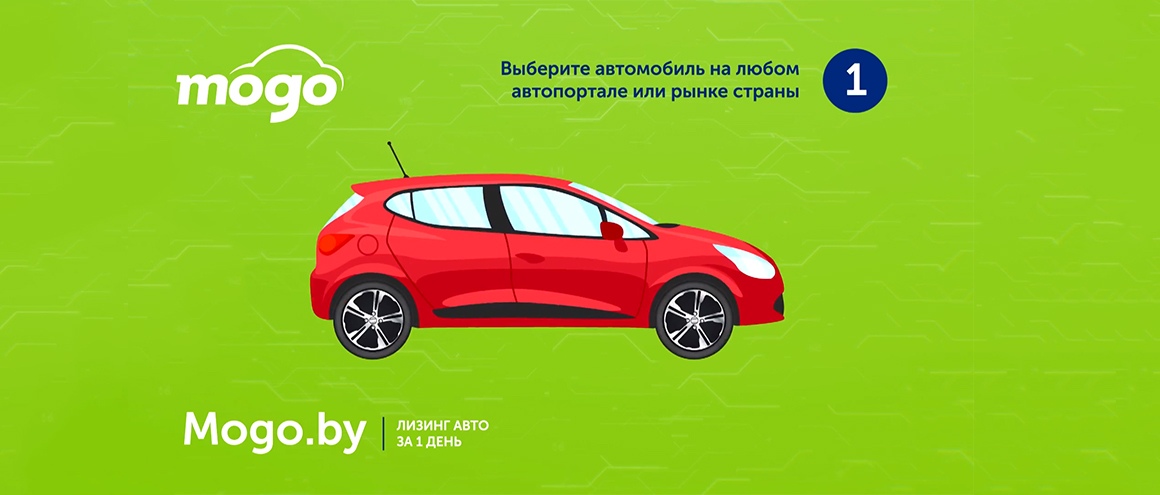 mogo
Выберите автомобиль на любом
автопортале или рынке страны
1
Mogo.by
ЛИЗИНГ АВТО
ЗА 1 ДЕНЬ